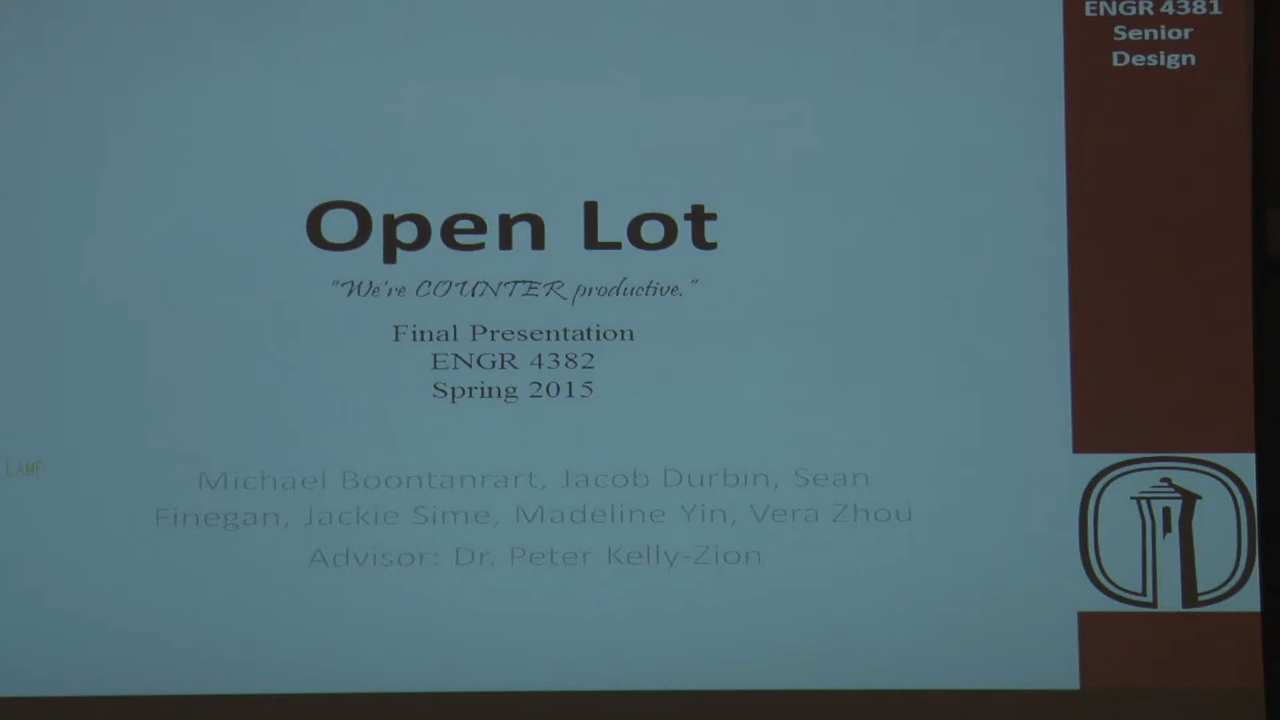 ENGR 4381
Senior
Design
Open Lot
"We're COUNTER productive."
Final Presentation
ENGR 4382
Spring 2015
LANE
Michael Boontanrart, Jacob Durbin, Sean
Finegan, Jackie Sime, Madeline Yin, Vera Zhou
Advisor: Dr. Peter Kelly-Zion